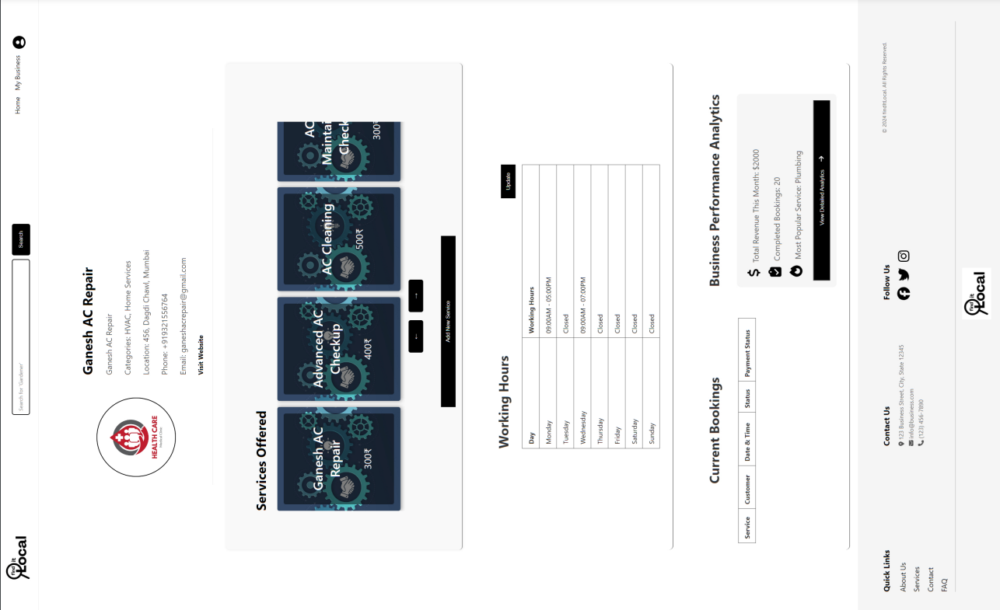 find it
Local
Search for 'Gardener'
Search
Home My Business
HEALTH CARE
Medical Clinic
Ganesh AC Repair
Ganesh AC Repair
Categories: HVAC, Home Services
Location: 456, Dagdi Chawl, Mumbai
Phone: +919321556764
Email: ganeshacrepair@gmail.com
Visit Website
Services Offered
Ganesh AC
Repair
300₹
Advanced AC
Checkup
400₹
AC Cleaning
500₹
AC
Maintai
Check
300₹
← →
Add New Service
Working Hours
Update
Day Working Hours
Monday 09:00AM - 05:00PM
Tuesday Closed
Wednesday 09:00AM - 07:00PM
Thursday Closed
Friday Closed
Saturday Closed
Sunday Closed
Current Bookings
Service Customer Date & Time Status Payment Status
Business Performance Analytics
Total Revenue This Month: $2000
Completed Bookings: 20
Most Popular Service: Plumbing
View Detailed Analytics →
Quick Links
About Us
Services
Contact
FAQ
Contact Us
123 Business Street, City, State 12345
info@business.com
(123) 456-7890
Follow Us
© 2024 findItLocal. All Rights Reserved.
find it
Local